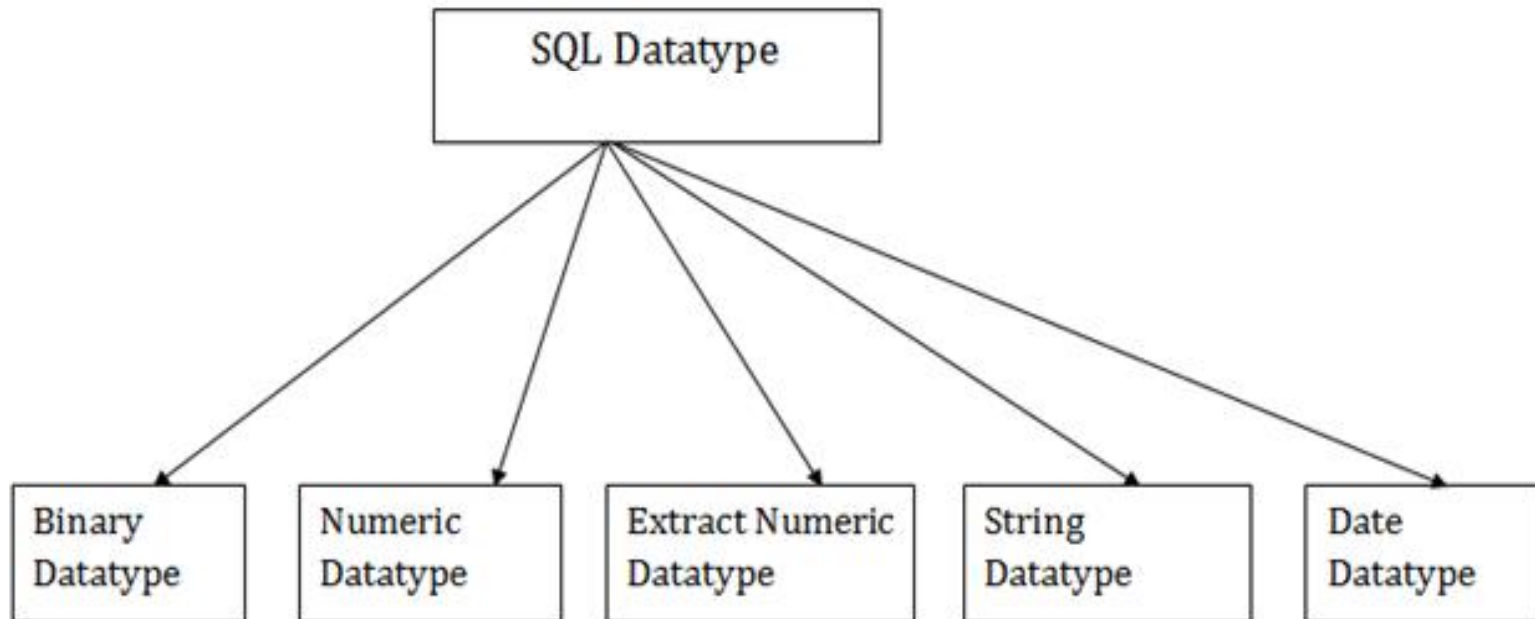 SQL Datatype
Binary
Datatype
Numeric
Datatype
Extract Numeric
Datatype
String
Datatype
Date
Datatype